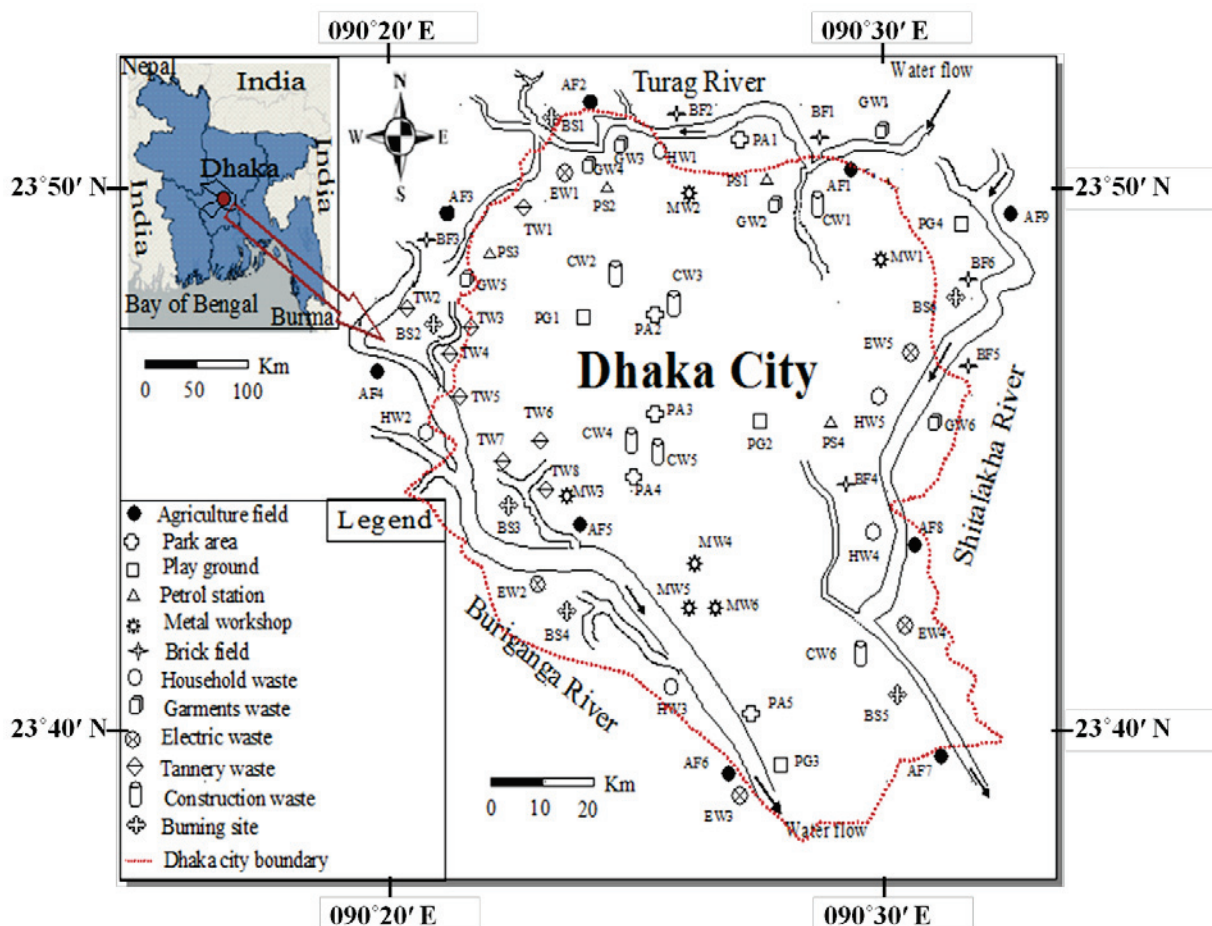 090°20′ E
090°30′ E
Nepal
India
Dhaka
India
India
Bay of Bengal
Burma
N
W
E
S
Turag River
Water flow
AF2
BF2
BF1
GW1
BS1
GW3
HW1
PA1
GW4
EW1
PS2
MW2
PS1
GW2
AF1
CW1
23°50′ N
23°50′ N
AF3
TW1
PG4
AF9
BF3
PS3
MW1
BF6
GW5
CW2
CW3
BS6
TW2
BS2
TW3
PG1
PA2
0 50 100
Km
TW4
EW5
BF5
Dhaka City
AF4
TW5
HW5
HW2
TW6
PA3
CW4
CW5
PG2
PS4
GW6
TW7
TW8
PA4
BF4
MW3
BS3
AF5
HW4
AF8
Shitalakha River
MW4
EW2
MW5
MW6
BS4
EW4
CW6
Buriganga River
HW3
PA5
BS5
23°40′ N
23°40′ N
AF6
PG3
AF7
EW3
0 10 20
Km
Water flow
Legend
Agriculture field
Park area
Play ground
Petrol station
Metal workshop
Brick field
Household waste
Garments waste
Electric waste
Tannery waste
Construction waste
Burning site
Dhaka city boundary
090°20′ E
090°30′ E